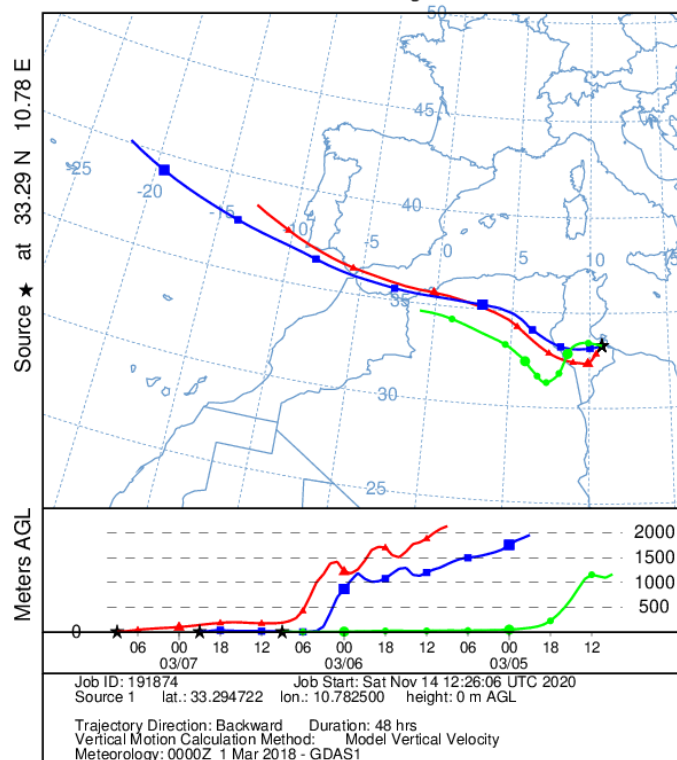 50
45
40
35
30
25
-25
-20
-15
-10
-5
0
5
10
15
Source ★ at 33.29 N 10.78 E
Meters AGL
2000
1500
1000
500
0
06 00 18 12 06 00 18 12 06 00 18 12
03/07 03/06 03/05
Job ID: 191874 Job Start: Sat Nov 14 12:26:06 UTC 2020
Source 1 lat.: 33.294722 lon.: 10.782500 height: 0 m AGL
Trajectory Direction: Backward Duration: 48 hrs
Vertical Motion Calculation Method: Model Vertical Velocity
Meteorology: 0000Z 1 Mar 2018 - GDAS1